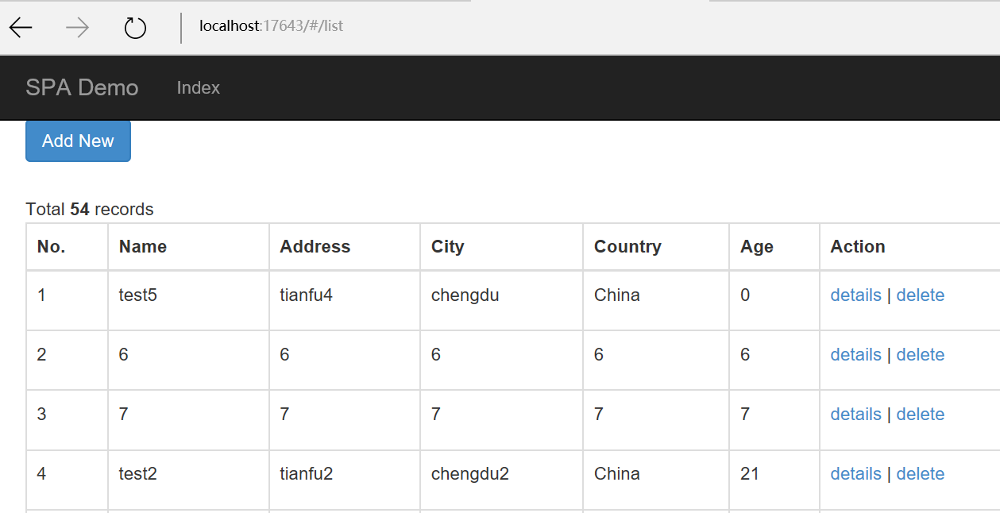 localhost:17643/#/list
SPA Demo Index
Add New
Total 54 records
No. Name Address City Country Age Action
1 test5 tianfu4 chengdu China 0 details | delete
2 6 6 6 6 6 details | delete
3 7 7 7 7 7 details | delete
4 test2 tianfu2 chengdu2 China 21 details | delete